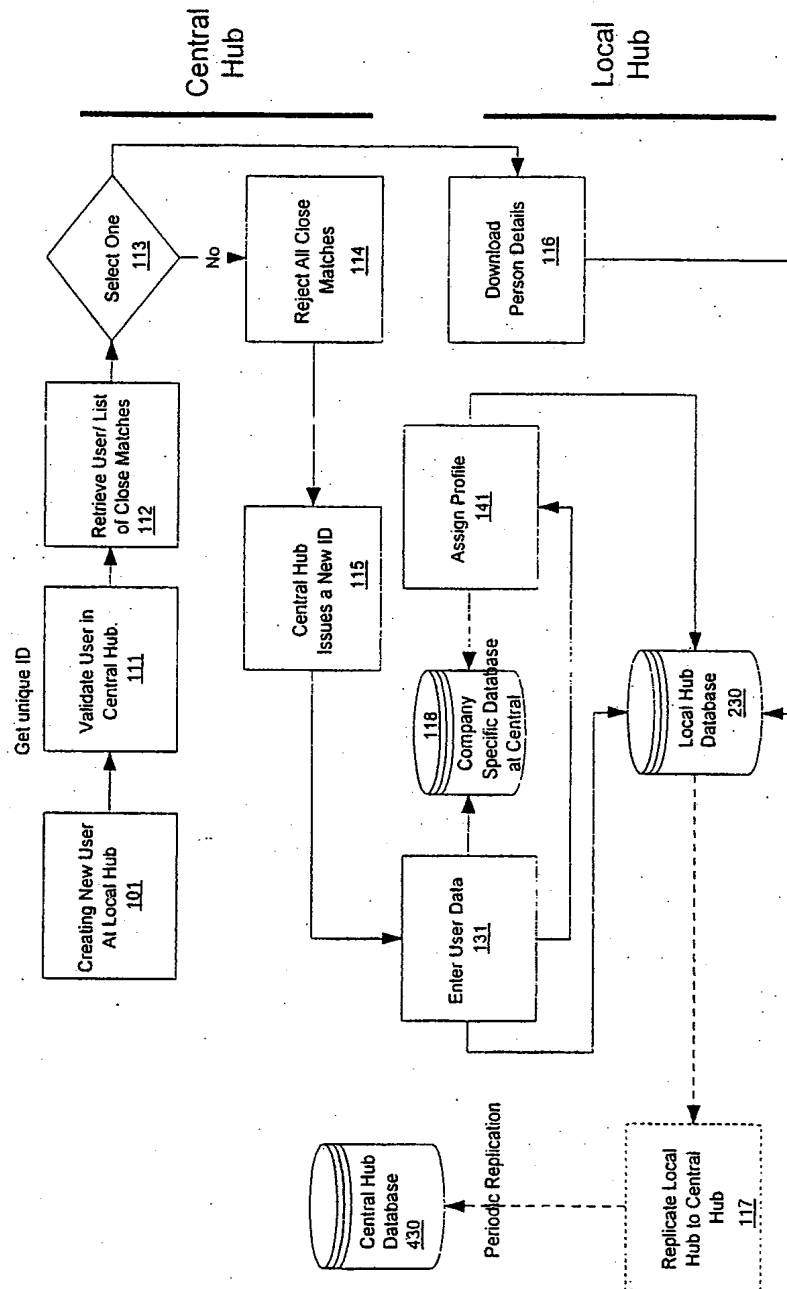 Get unique ID
Creating New User
At Local Hub
101
Validate User in
Central Hub.
111
Retrieve User/ List
of Close Matches
112
Select One
113
Central
Hub
No
Reject All Close
Matches
114
Central Hub
Issues a New ID
115
Enter User Data
131
118
Company
Specific Database
at Central
Assign Profile
141
Download
Person Details
116
Local
Hub
Central Hub
Database
430
Periodic Replication
Replicate Local
Hub to Central
Hub
117
Local Hub
Database
230